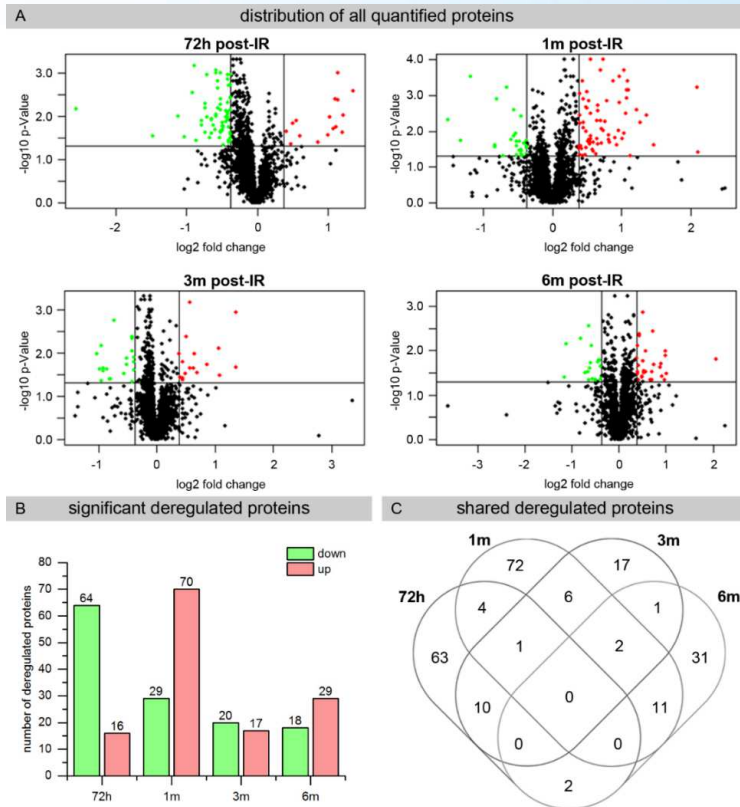 A distribution of all quantified proteins
72h post-IR
-log10 p-Value
3.0
2.0
1.0
0.0
-2 -1 0 1
log2 fold change
1m post-IR
-log10 p-Value
4.0
3.0
2.0
1.0
0.0
-1 0 1 2
log2 fold change
3m post-IR
-log10 p-Value
3.0
2.0
1.0
0.0
-1 0 1 2 3
log2 fold change
6m post-IR
-log10 p-Value
3.0
2.0
1.0
0.0
-3 -2 -1 0 1 2
log2 fold change
B significant deregulated proteins
down
up
number of deregulated proteins
80
70
60
50
40
30
20
10
0
64 16 29 70 20 17 18 29
72h 1m 3m 6m
C shared deregulated proteins
1m 3m
72h 6m
72 17
4 6 1
63 1 2 31
0
10 11
0 0
2